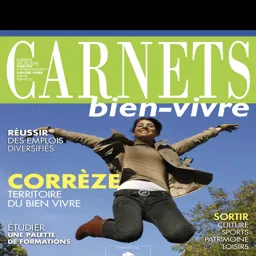 CARNETS
bien-vivre
RÉUSSIR
DES EMPLOIS
DIVERSIFIÉS
CORRÈZE
TERRITOIRE
DU BIEN VIVRE
ÉTUDIER
UNE PALETTE
DE FORMATIONS
SORTIR
CULTURE
SPORTS
PATRIMOINE
LOISIRS